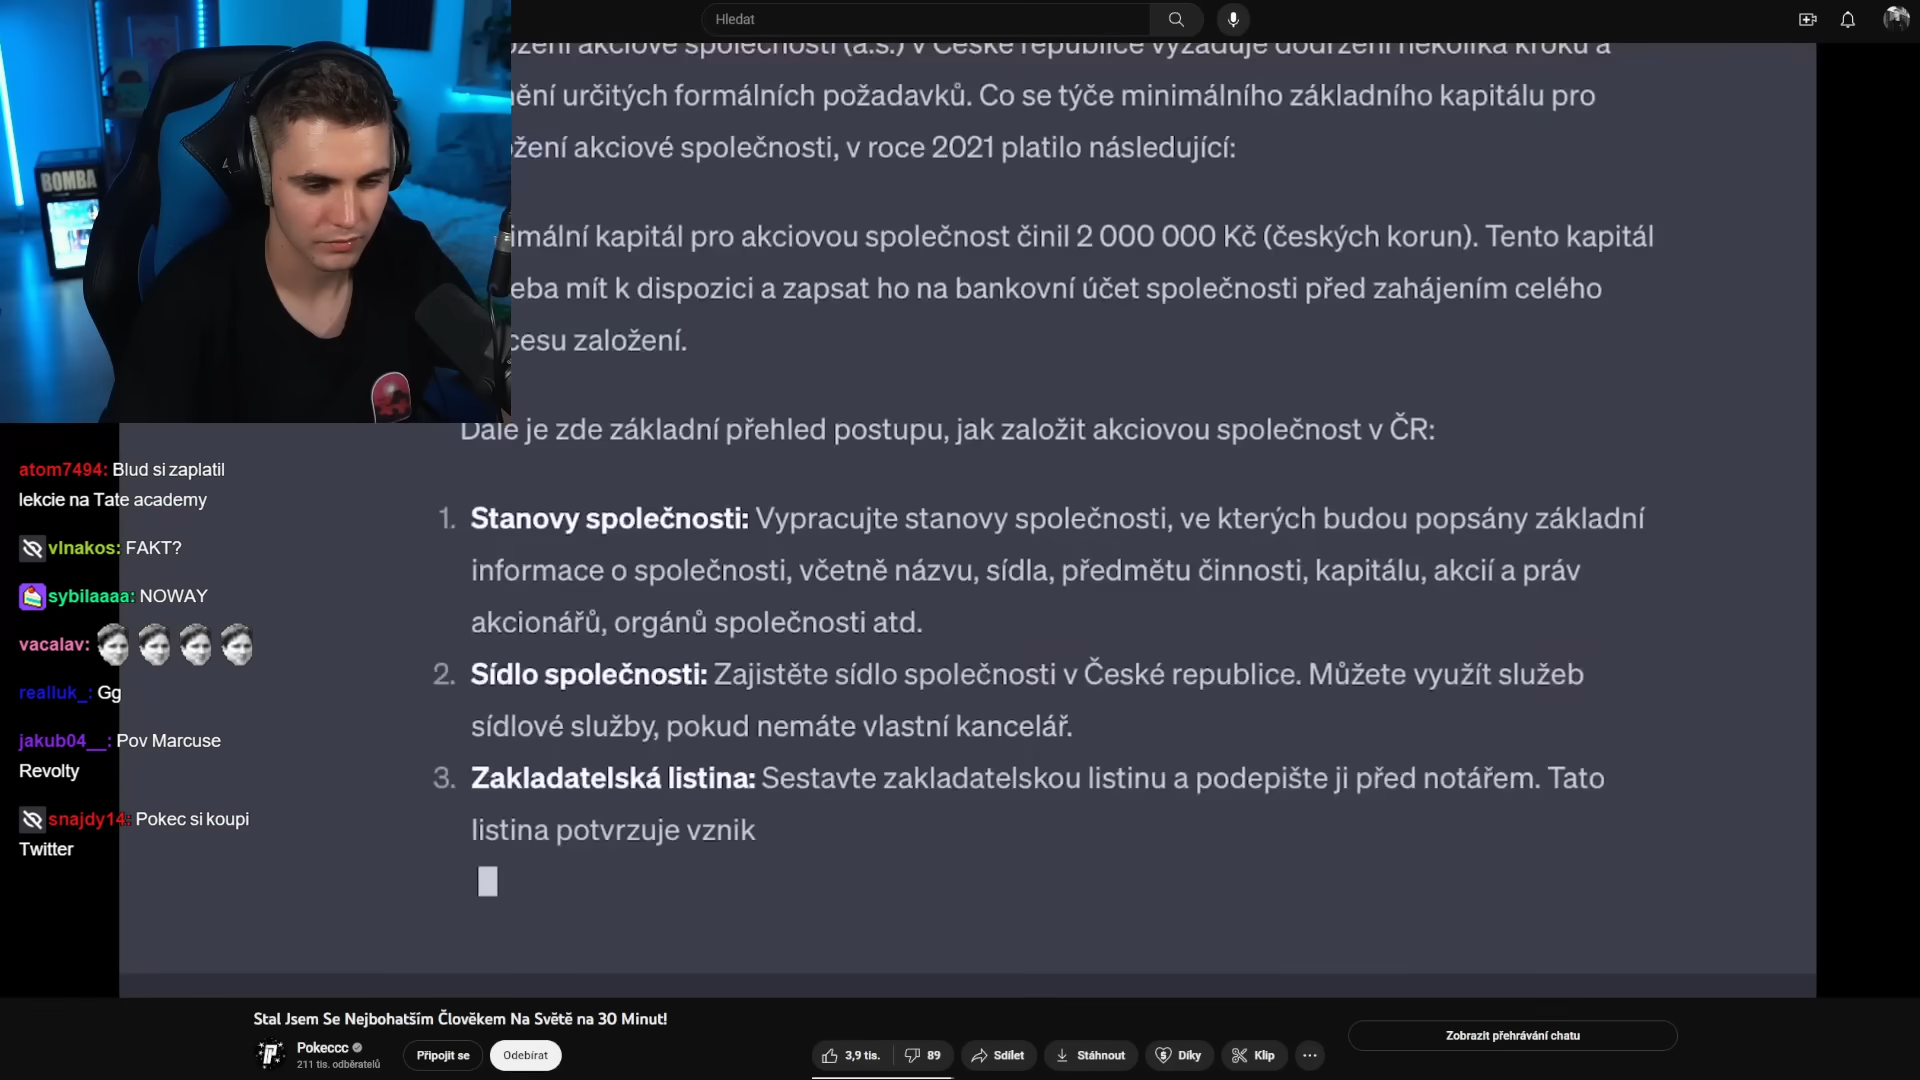 Hledat
ožení akciové společnosti (a.s.) v České republice vyžaduje dodržení několika kroků a
nění určitých formálních požadavků. Co se týče minimálního základního kapitálu pro
ožení akciové společnosti, v roce 2021 platilo následující:
imální kapitál pro akciovou společnost činil 2 000 000 Kč (českých korun). Tento kapitál
eba mít k dispozici a zapsat ho na bankovní účet společnosti před zahájením celého
cesu založení.
BOMBA
Dále je zde základní přehled postupu, jak založit akciovou společnost v ČR:
1. Stanovy společnosti: Vypracujte stanovy společnosti, ve kterých budou popsány základní
informace o společnosti, včetně názvu, sídla, předmětu činnosti, kapitálu, akcií a práv
akcionářů, orgánů společnosti atd.
2. Sídlo společnosti: Zajistěte sídlo společnosti v České republice. Můžete využít služeb
sídlové služby, pokud nemáte vlastní kancelář.
3. Zakladatelská listina: Sestavte zakladatelskou listinu a podepište ji před notářem. Tato
listina potvrzuje vznik
atom7494: Blud si zaplatil
lekcie na Tate academy
vlnakos: FAKT?
sybilaaaa: NOWAY
vacalav:
realluk_: Gg
jakub04__: Pov Marcuse
Revolty
snajdy14: Pokec si koupi
Twitter
Stal Jsem Se Nejbohatším Člověkem Na Světě na 30 Minut!
Pokeccc
211 tis. odběratelů
Připojit se
Odebírat
3,9 tis.
89
Sdílet
Stáhnout
Díky
Klip
Zobrazit přehrávání chatu